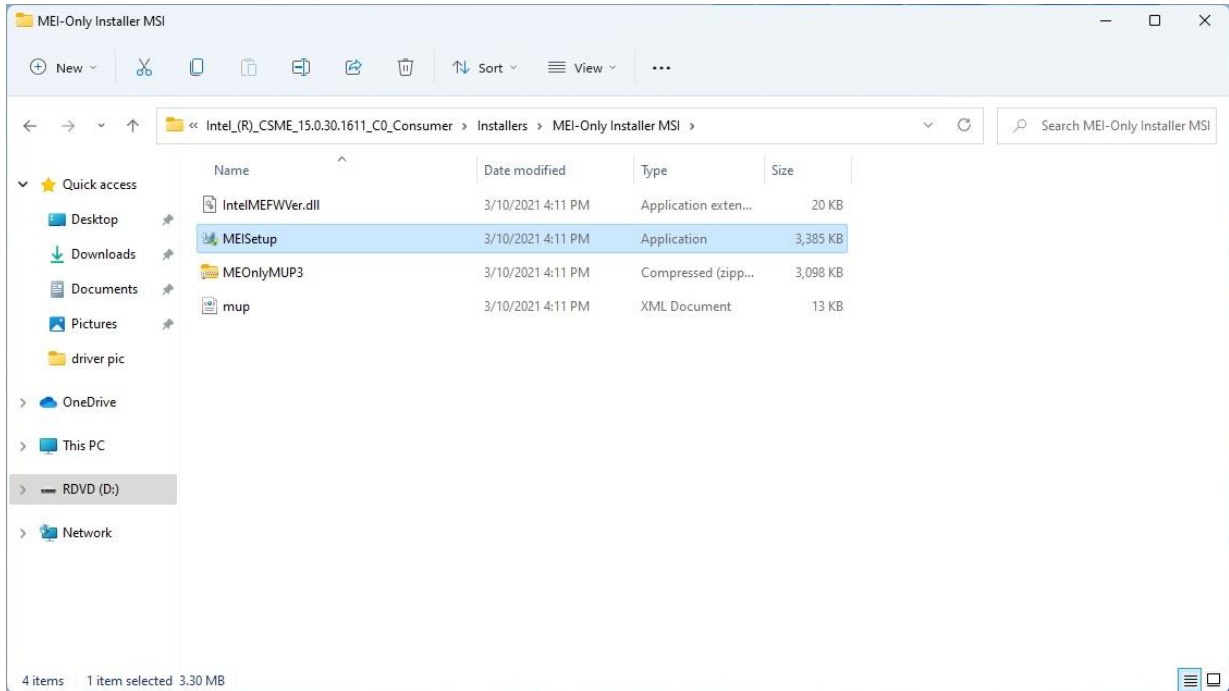 MEI-Only Installer MSI
New
Sort
View
« Intel_(R)_CSME_15.0.30.1611_C0_Consumer > Installers > MEI-Only Installer MSI >
Search MEI-Only Installer MSI
Name Date modified Type Size
IntelMEFWVer.dll 3/10/2021 4:11 PM Application exten... 20 KB
MEISetup 3/10/2021 4:11 PM Application 3,385 KB
MEOnlyMUP3 3/10/2021 4:11 PM Compressed (zipp... 3,098 KB
mup 3/10/2021 4:11 PM XML Document 13 KB
Quick access
Desktop
Downloads
Documents
Pictures
driver pic
OneDrive
This PC
RDVD (D:)
Network
4 items 1 item selected 3.30 MB